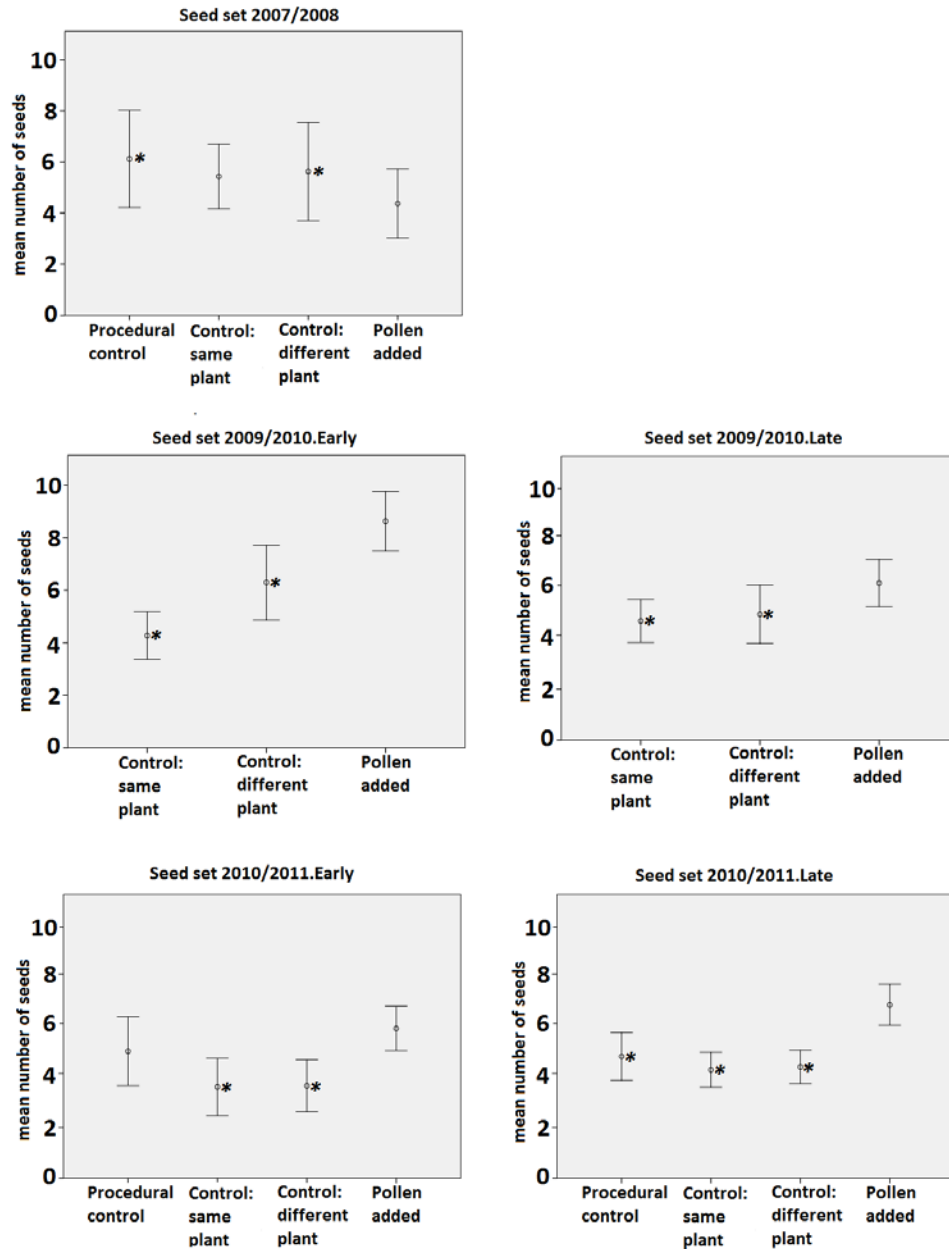 Seed set 2007/2008
mean number of seeds
10
8
6
4
2
0
*
*
Procedural
control
Control:
same
plant
Control:
different
plant
Pollen
added
Seed set 2009/2010.Early
mean number of seeds
10
8
6
4
2
0
*
*
Control:
same
plant
Control:
different
plant
Pollen
added
Seed set 2009/2010.Late
mean number of seeds
10
8
6
4
2
0
*
*
Control:
same
plant
Control:
different
plant
Pollen
added
Seed set 2010/2011.Early
mean number of seeds
10
8
6
4
2
0
*
*
Procedural
control
Control:
same
plant
Control:
different
plant
Pollen
added
Seed set 2010/2011.Late
mean number of seeds
10
8
6
4
2
0
*
*
*
Procedural
control
Control:
same
plant
Control:
different
plant
Pollen
added